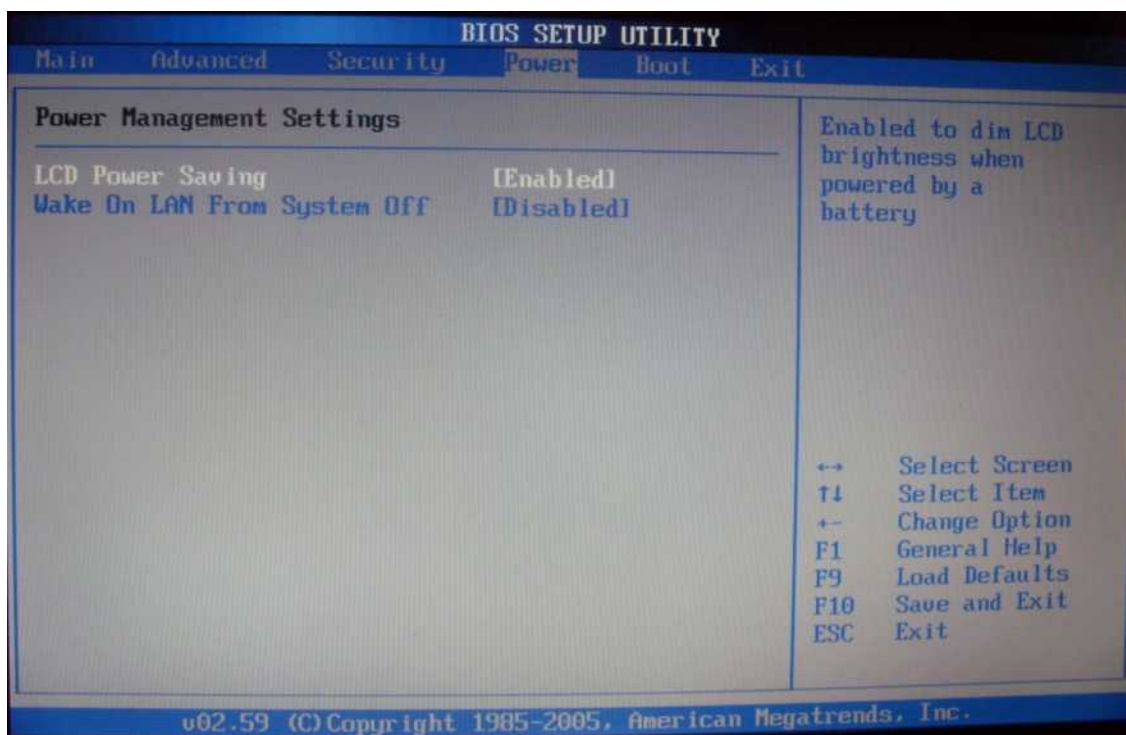 BIOS SETUP UTILITY
Main Advanced Security Power Boot Exit
Power Management Settings
LCD Power Saving [Enabled]
Wake On LAN From System Off [Disabled]
Enabled to dim LCD
brightness when
powered by a
battery
↔ Select Screen
↑↓ Select Item
+- Change Option
F1 General Help
F9 Load Defaults
F10 Save and Exit
ESC Exit
v02.59 (C)Copyright 1985-2005, American Megatrends, Inc.